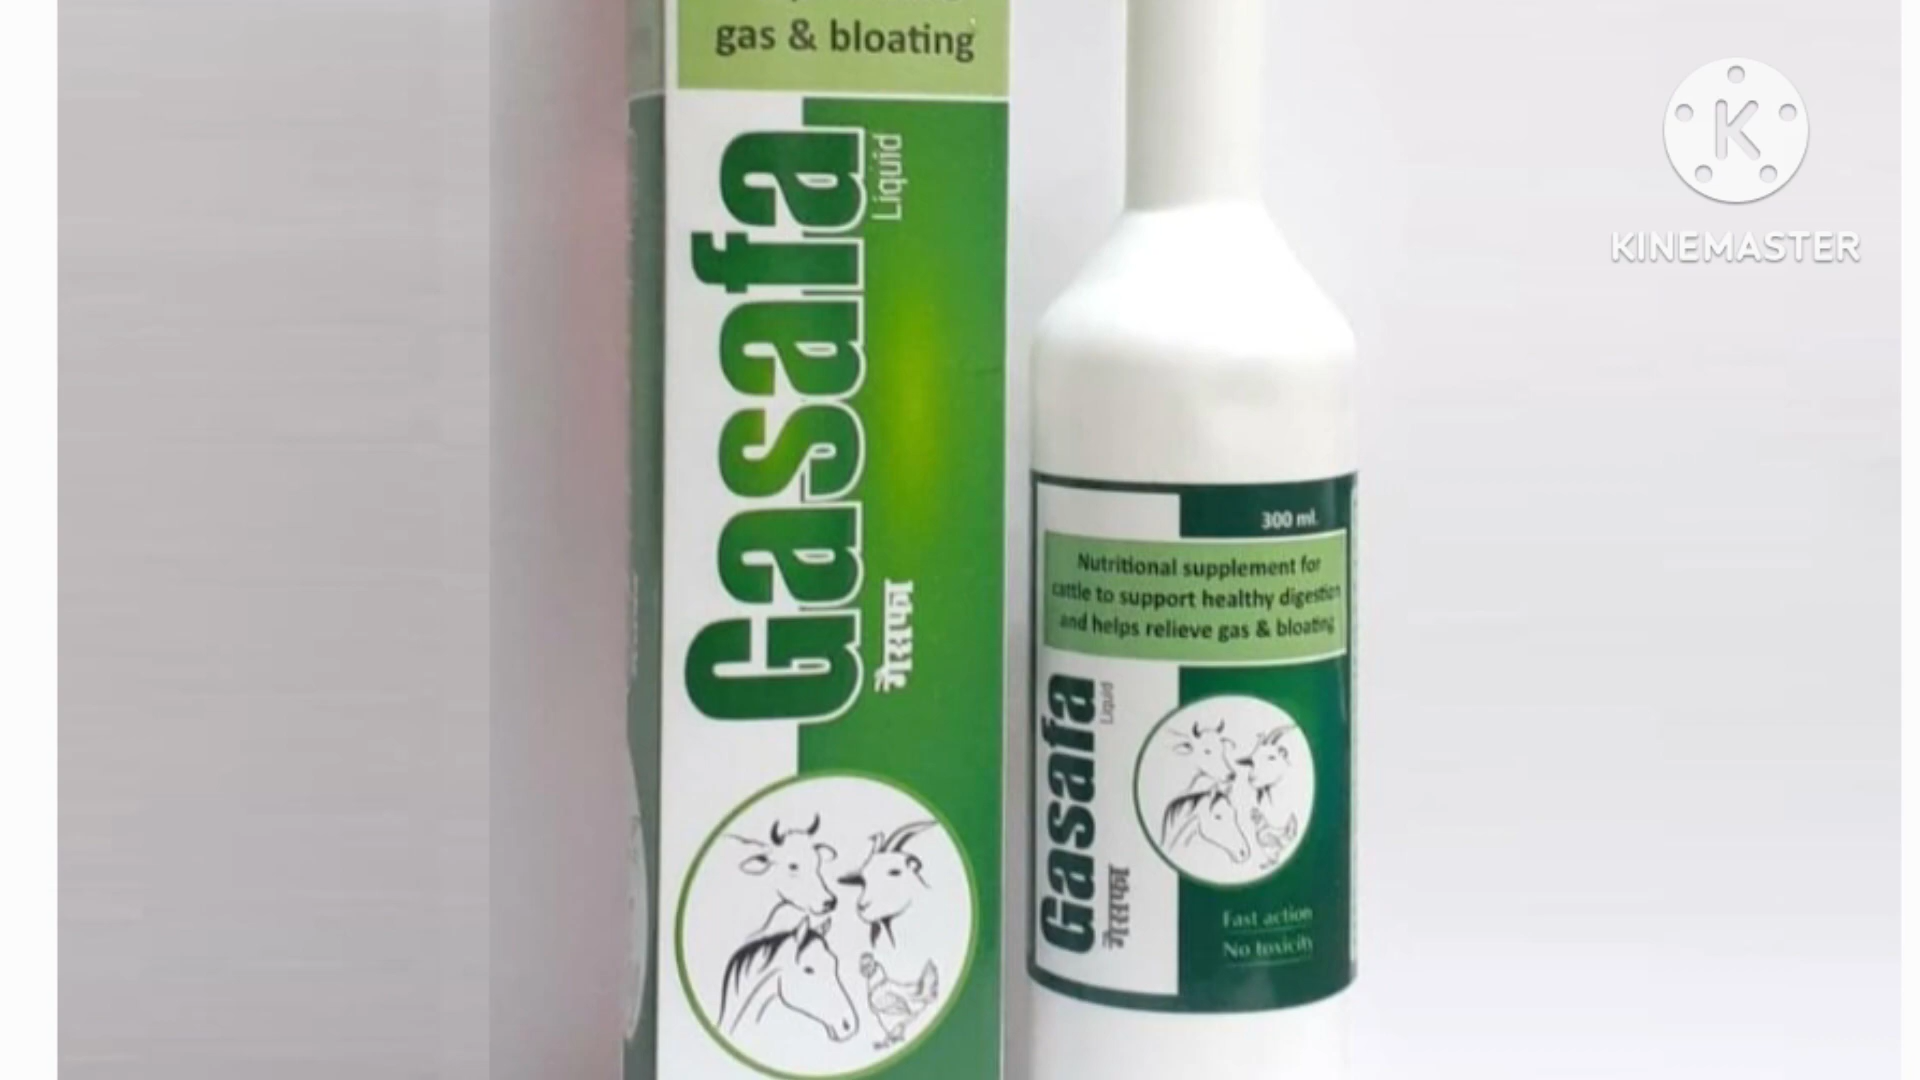 gas & bloating
Gasafa
Liquid
गैसफा
300 ml.
Nutritional supplement for
cattle to support healthy digestion
and helps relieve gas & bloating
Gasafa
Liquid
गैसफा
Fast action
No toxicity
K
KINEMASTER